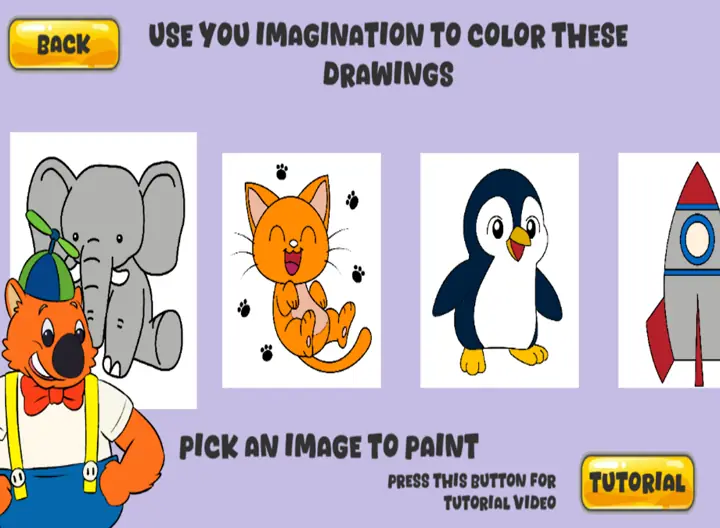 BACK
USE YOU IMAGINATION TO COLOR THESE
DRAWINGS
PICK AN IMAGE TO PAINT
PRESS THIS BUTTON FOR
TUTORIAL VIDEO
TUTORIAL